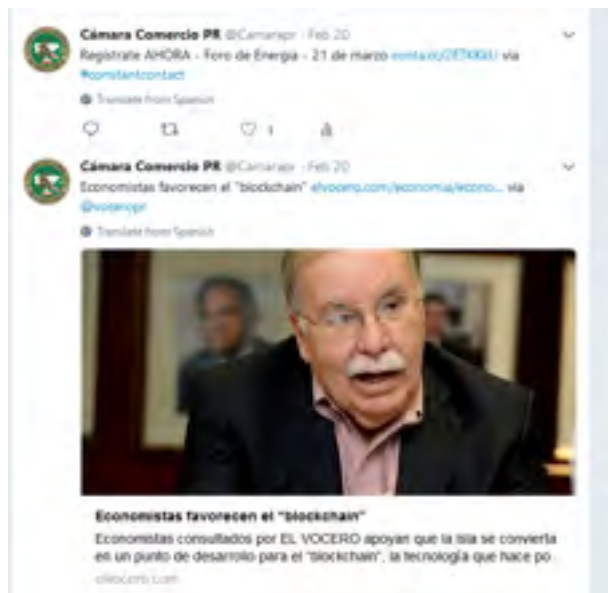 Cámara Comercio PR @Camarapr · Feb 20
Regístrate AHORA - Foro de Energia - 21 de marzo via
#constantcontact
Translate from Spanish
1
Cámara Comercio PR @Camarapr · Feb 20
Economistas favorecen el "blockchain" elvocero.com/economia/econo... via
@voceropr
Translate from Spanish
Economistas favorecen el "blockchain"
Economistas consultados por EL VOCERO apoyan que la Isla se convierta
en un punto de desarrollo para el "blockchain", la tecnología que hace po
elvocero.com